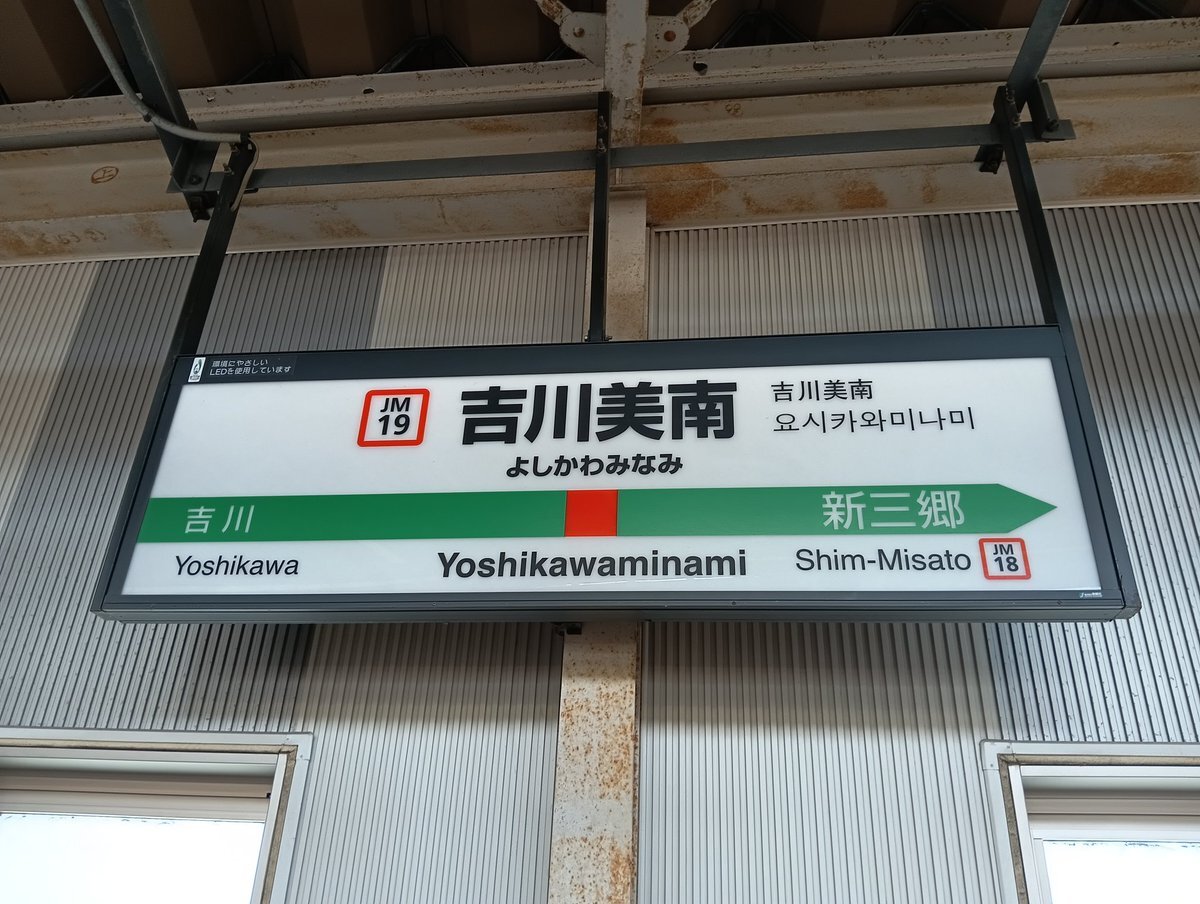 環境にやさしい
LEDを使用しています
JM
19
吉川美南
よしかわみなみ
吉川美南
요시카와미나미
吉川
新三郷
Yoshikawa
Yoshikawaminami
Shim-Misato
JM
18
上